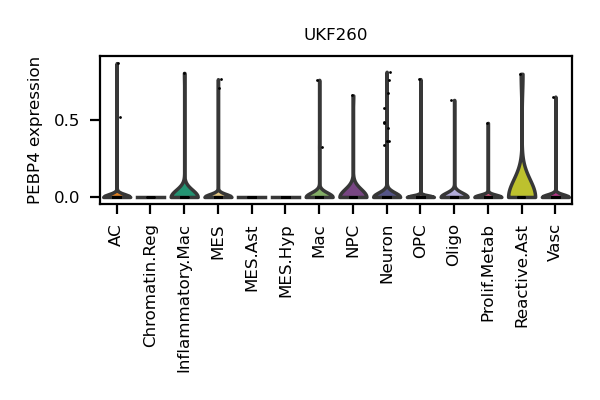 UKF260
PEBP4 expression
0.5
0.0
AC
Chromatin.Reg
Inflammatory.Mac
MES
MES.Ast
MES.Hyp
Mac
NPC
Neuron
OPC
Oligo
Prolif.Metab
Reactive.Ast
Vasc